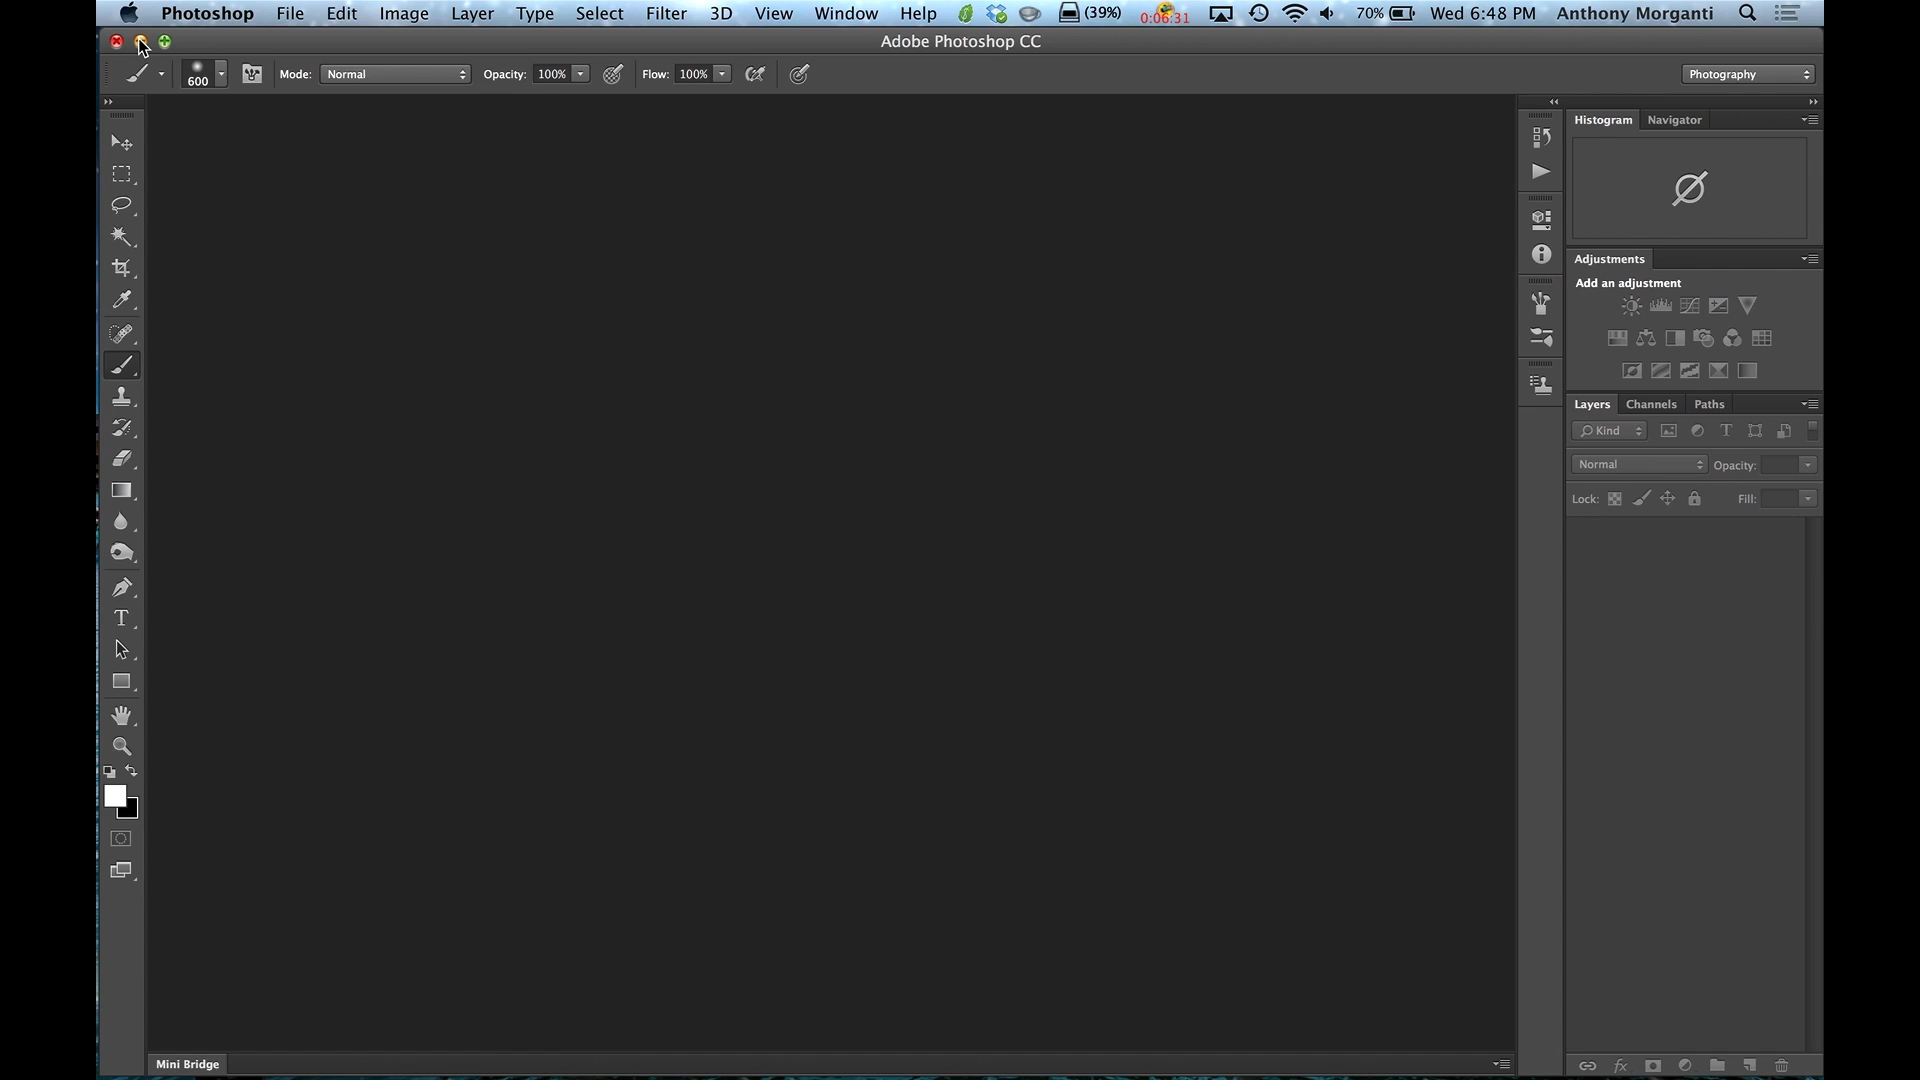 Photoshop File Edit Image Layer Type Select Filter 3D View Window Help (39%) 0:06:31 70% Wed 6:48 PM Anthony Morganti
Adobe Photoshop CC
600 Mode: Normal Opacity: 100% Flow: 100% Photography
Histogram Navigator
Adjustments
Add an adjustment
Layers Channels Paths
Kind
Normal Opacity:
Lock: Fill:
Mini Bridge